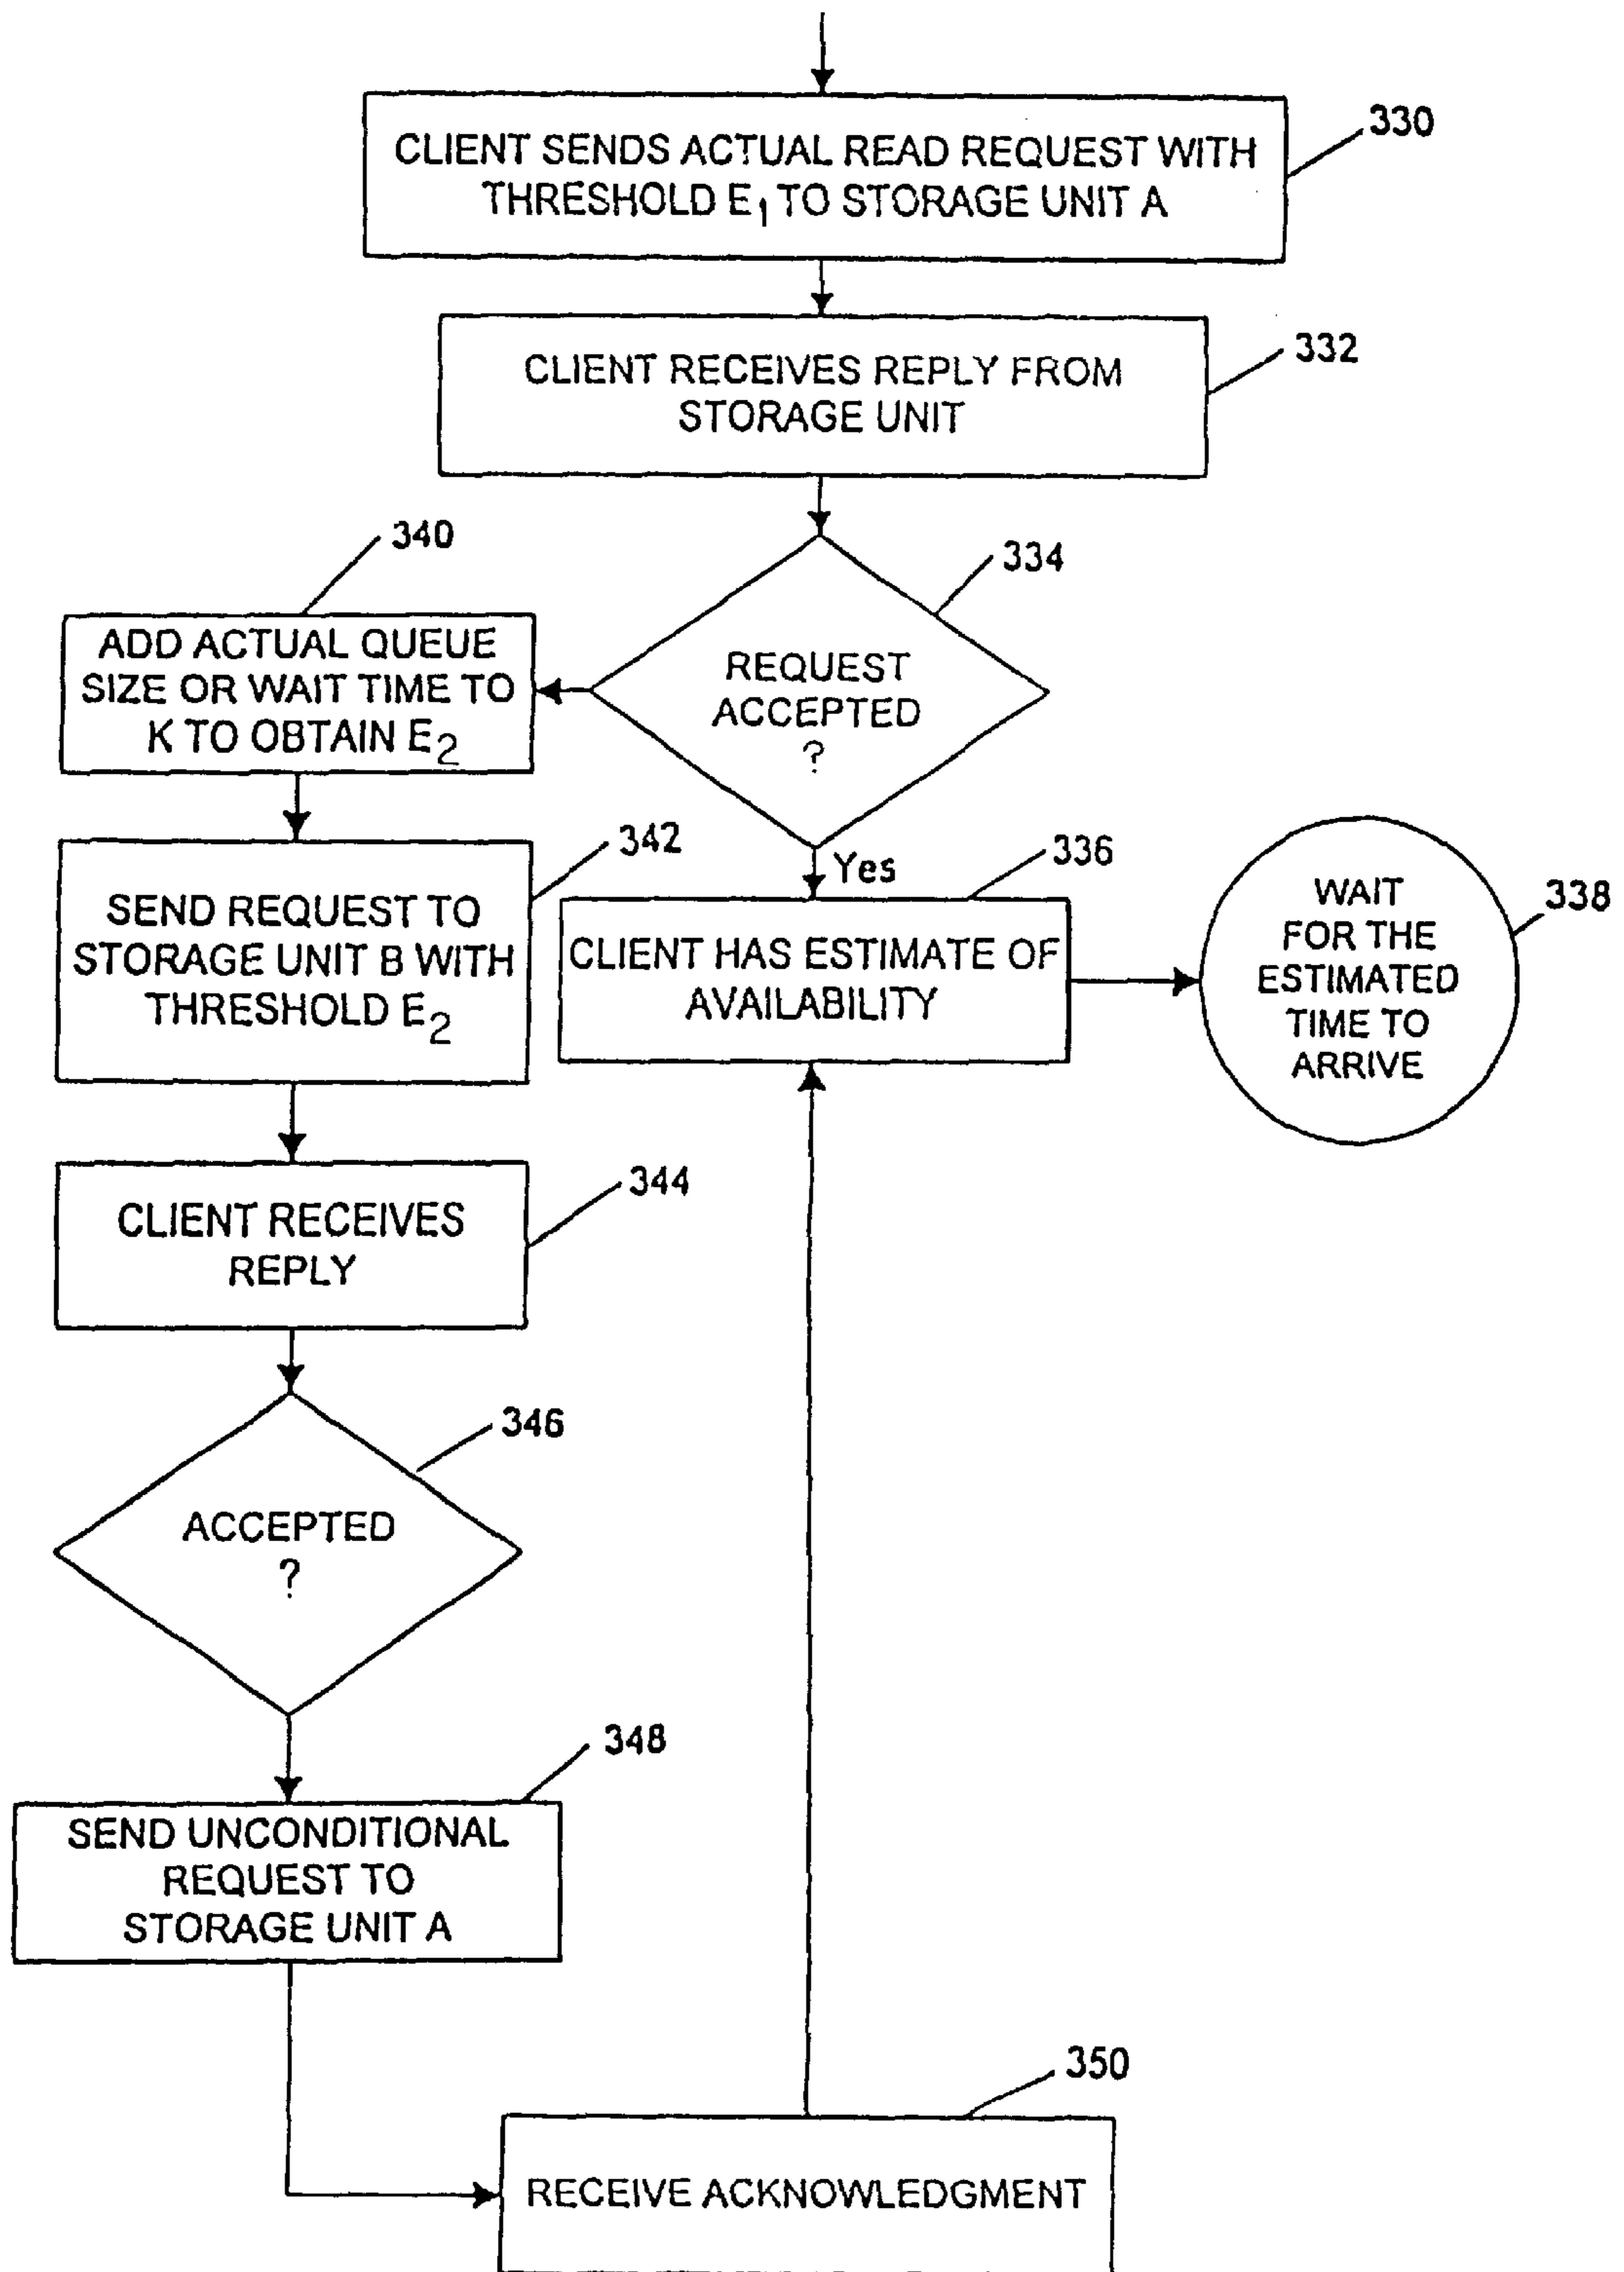 CLIENT SENDS ACTUAL READ REQUEST WITH
THRESHOLD E1 TO STORAGE UNIT A
330
CLIENT RECEIVES REPLY FROM
STORAGE UNIT
332
340
334
ADD ACTUAL QUEUE
SIZE OR WAIT TIME TO
K TO OBTAIN E2
REQUEST
ACCEPTED
?
Yes
342
SEND REQUEST TO
STORAGE UNIT B WITH
THRESHOLD E2
336
CLIENT HAS ESTIMATE OF
AVAILABILITY
WAIT
FOR THE
ESTIMATED
TIME TO
ARRIVE
338
344
CLIENT RECEIVES
REPLY
346
ACCEPTED
?
348
SEND UNCONDITIONAL
REQUEST TO
STORAGE UNIT A
350
RECEIVE ACKNOWLEDGMENT